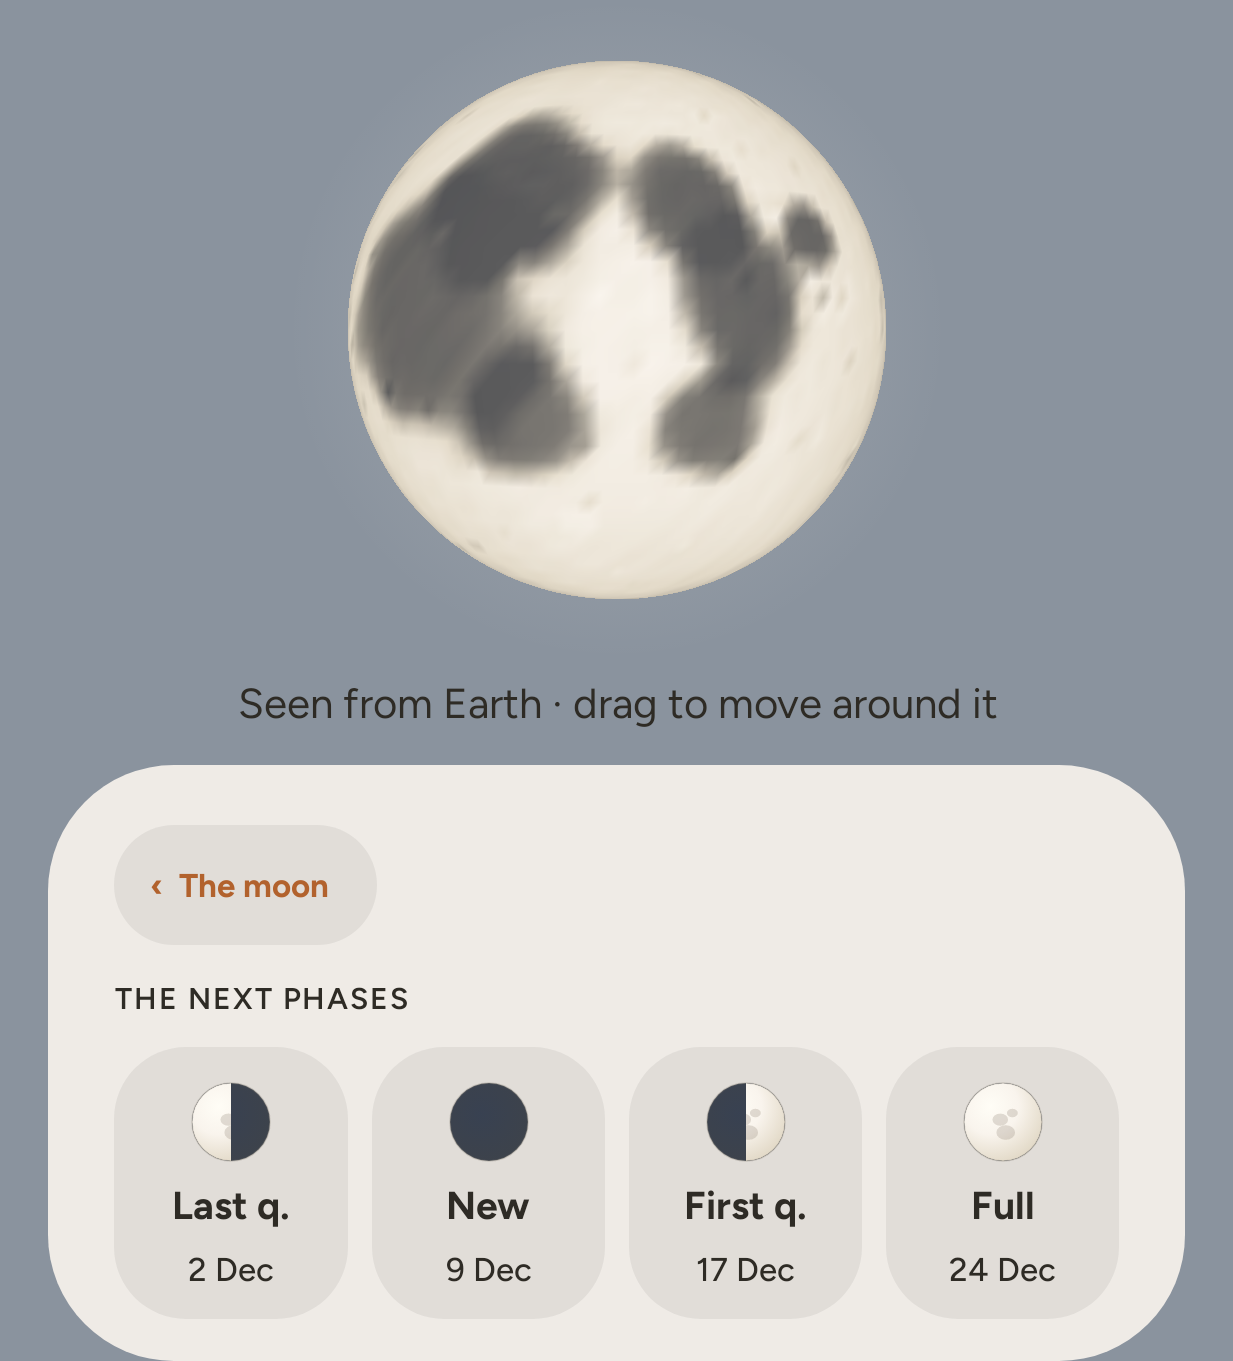 Seen from Earth · drag to move around it
‹ The moon
THE NEXT PHASES
Last q.
2 Dec
New
9 Dec
First q.
17 Dec
Full
24 Dec